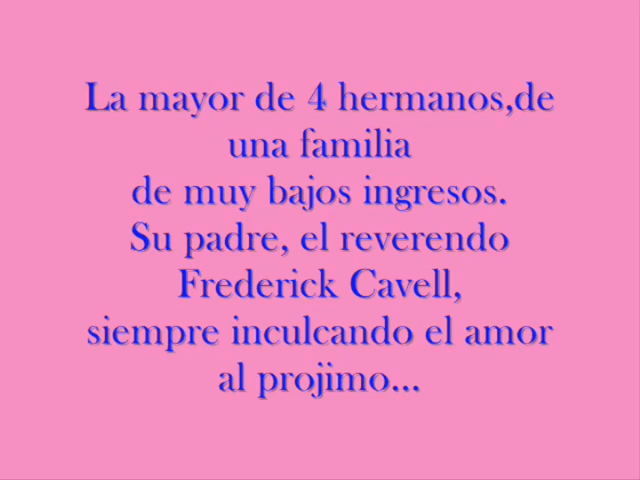 La mayor de 4 hermanos,de
una familia
de muy bajos ingresos.
Su padre, el reverendo
Frederick Cavell,
siempre inculcando el amor
al projimo...